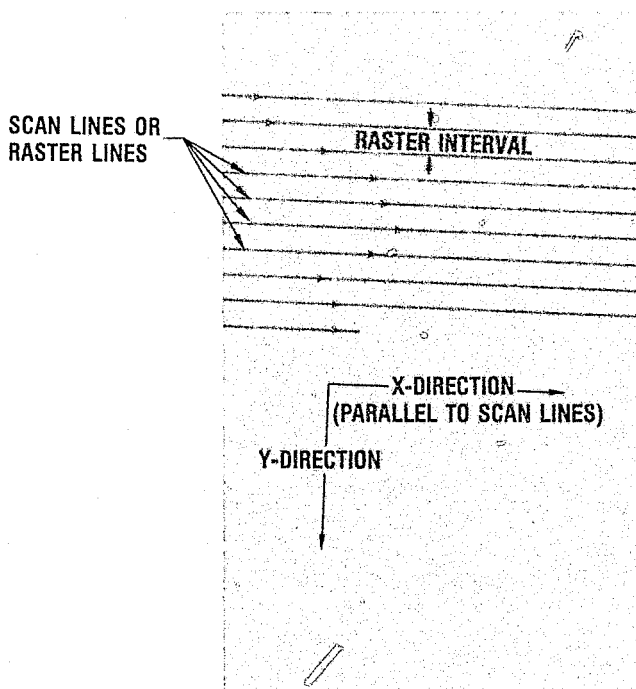 SCAN LINES OR
RASTER LINES
RASTER INTERVAL
X-DIRECTION
(PARALLEL TO SCAN LINES)
Y-DIRECTION